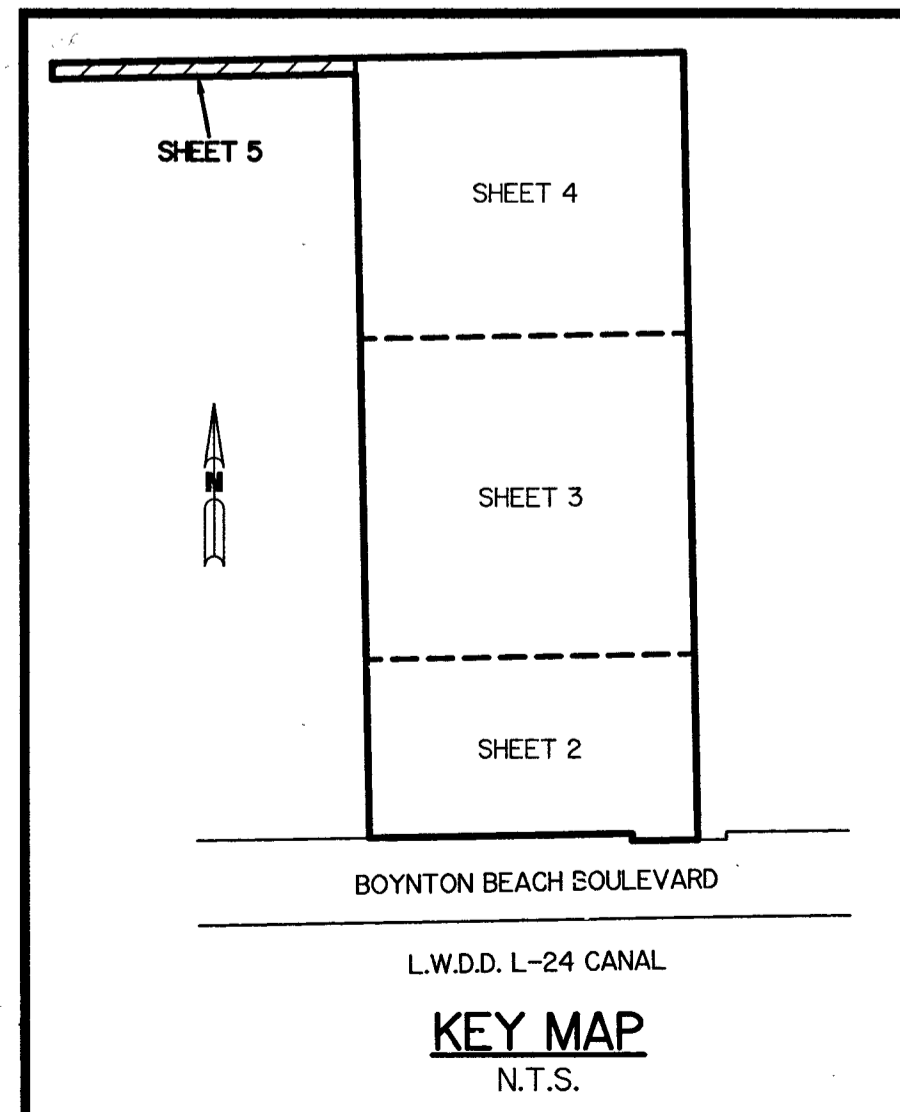 SHEET 5
SHEET 4
N
SHEET 3
SHEET 2
BOYNTON BEACH BOULEVARD
L.W.D.D. L-24 CANAL
KEY MAP
N.T.S.